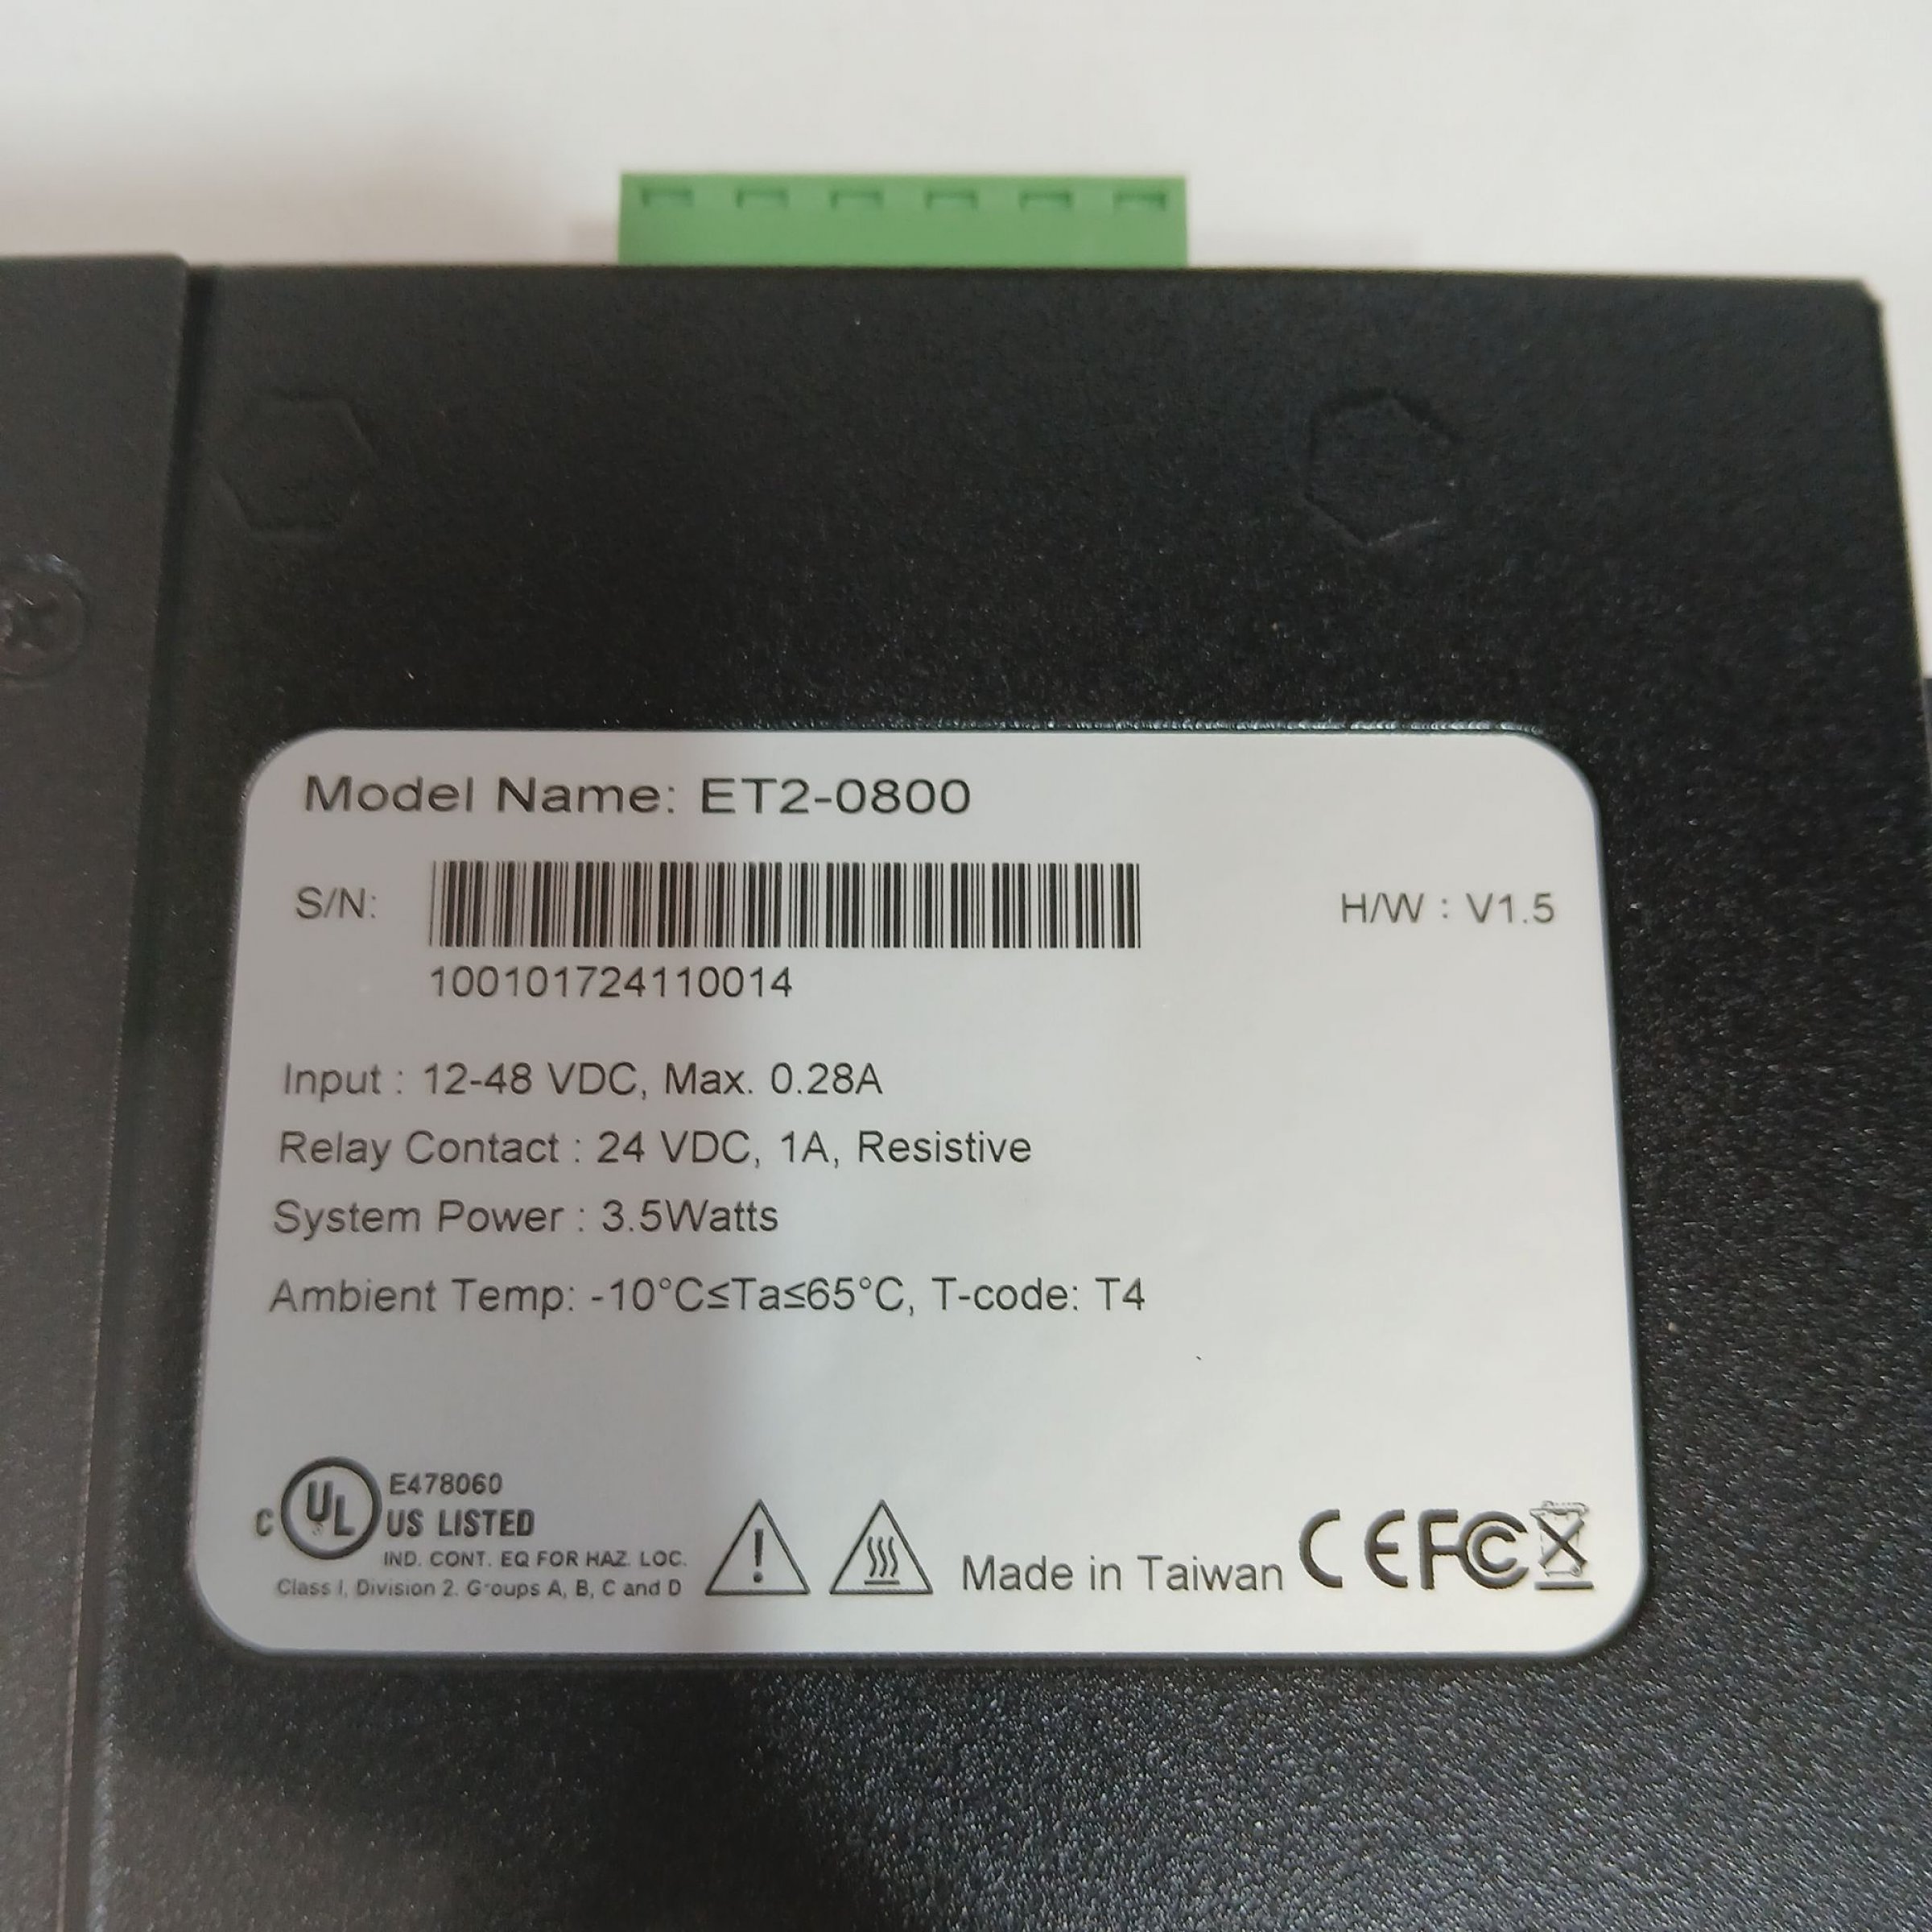 Model Name: ET2-0800
S/N:
100101724110014
H/W : V1.5
Input : 12-48 VDC, Max. 0.28A
Relay Contact : 24 VDC, 1A, Resistive
System Power : 3.5Watts
Ambient Temp: -10°C≤Ta≤65°C, T-code: T4
C UL US LISTED
E478060
IND. CONT. EQ FOR HAZ. LOC.
Class I, Division 2. Groups A, B, C and D
Made in Taiwan CE FC